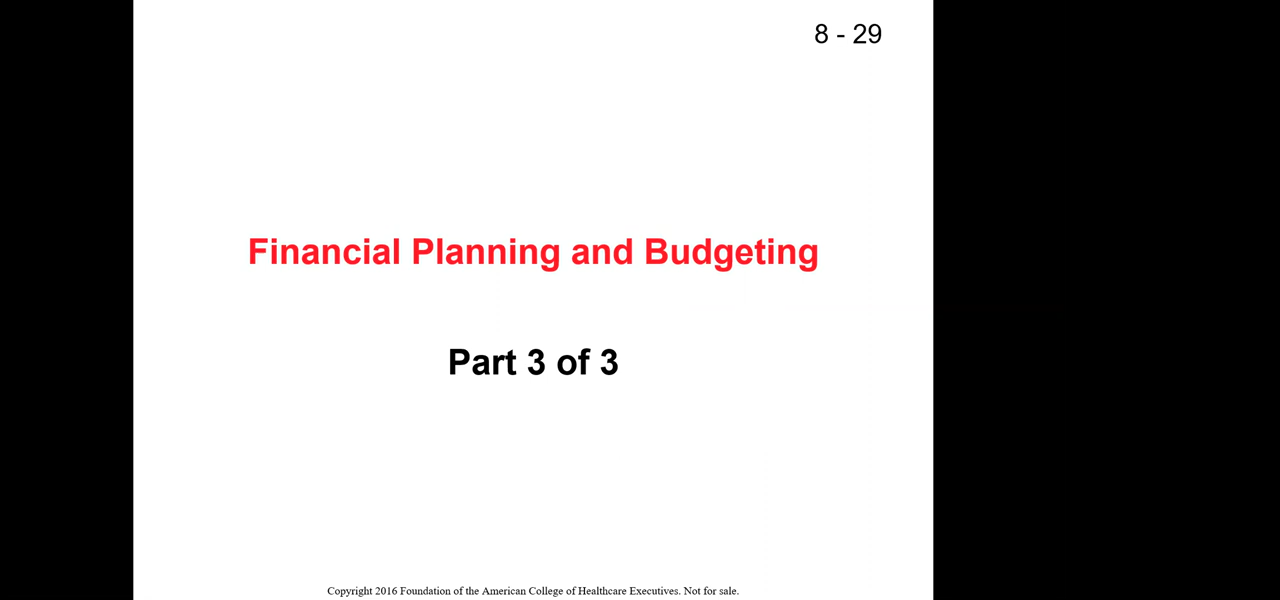 8 - 29
Financial Planning and Budgeting
Part 3 of 3
Copyright 2016 Foundation of the American College of Healthcare Executives. Not for sale.